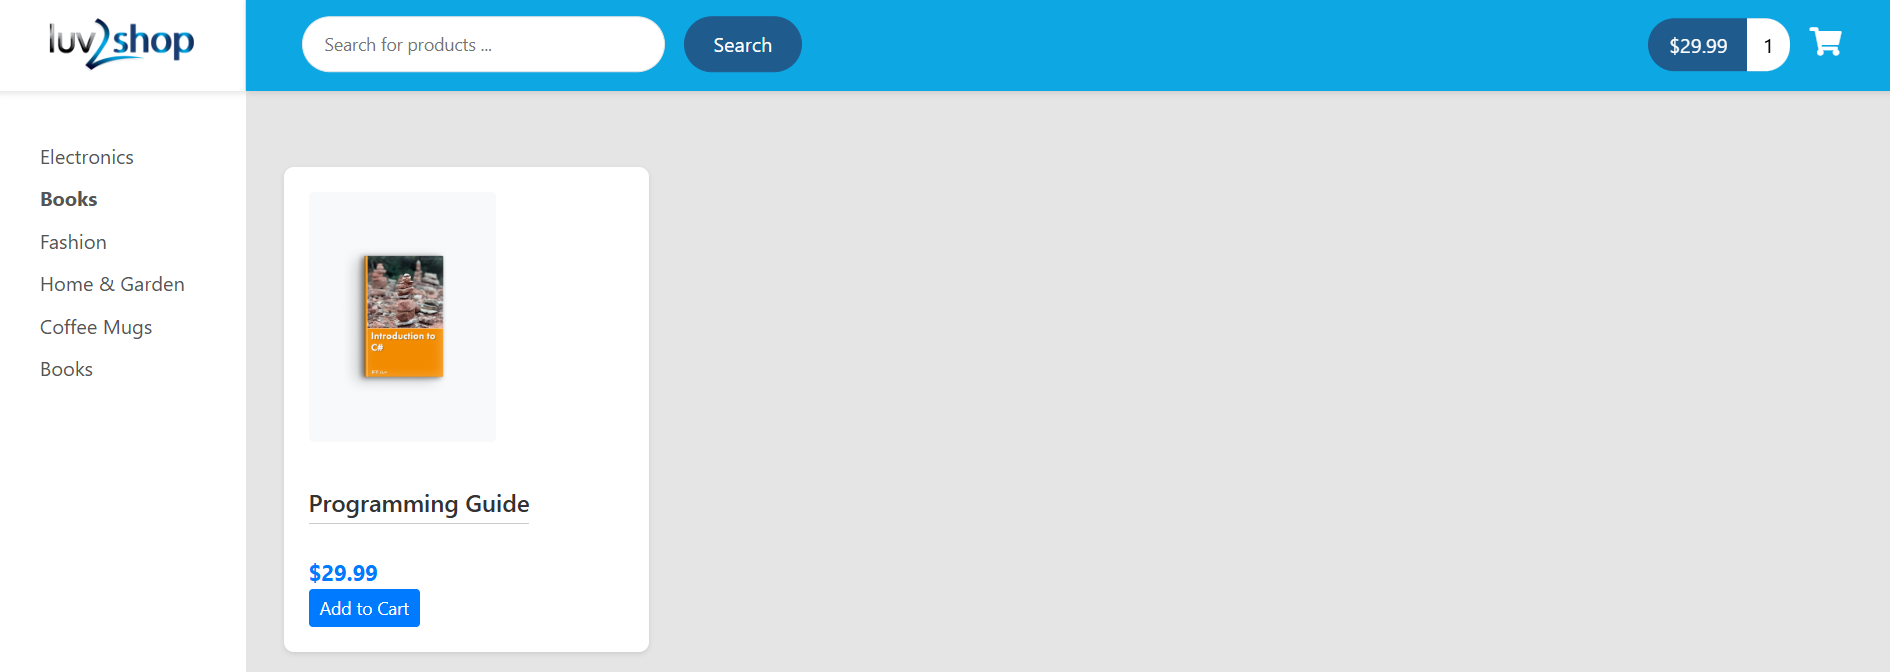 luv2shop
Search for products ...
Search
$29.99
1
Electronics
Books
Fashion
Home & Garden
Coffee Mugs
Books
Introduction to
C#
Programming Guide
$29.99
Add to Cart